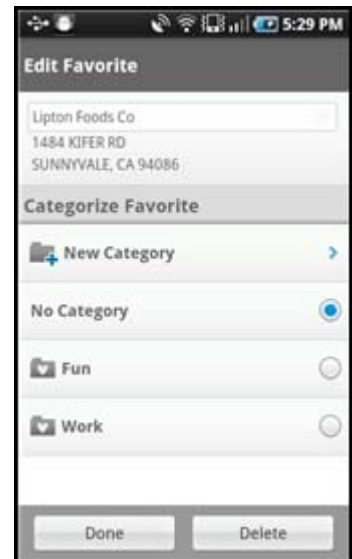 5:29 PM
Edit Favorite
Lipton Foods Co
1484 KIFER RD
SUNNYVALE, CA 94086
Categorize Favorite
New Category
No Category
Fun
Work
Done Delete